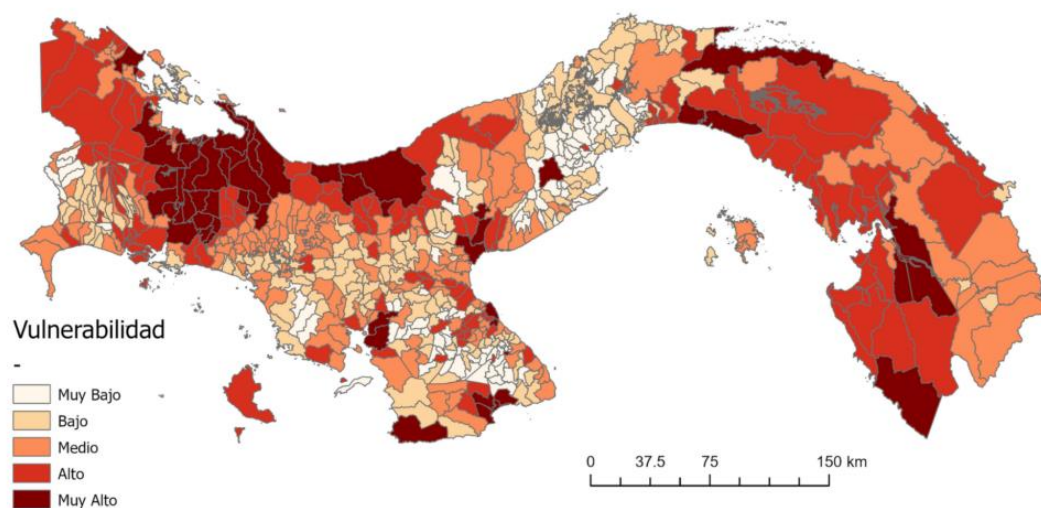 Vulnerabilidad
-
Muy Bajo
Bajo
Medio
Alto
Muy Alto
0 37.5 75 150 km